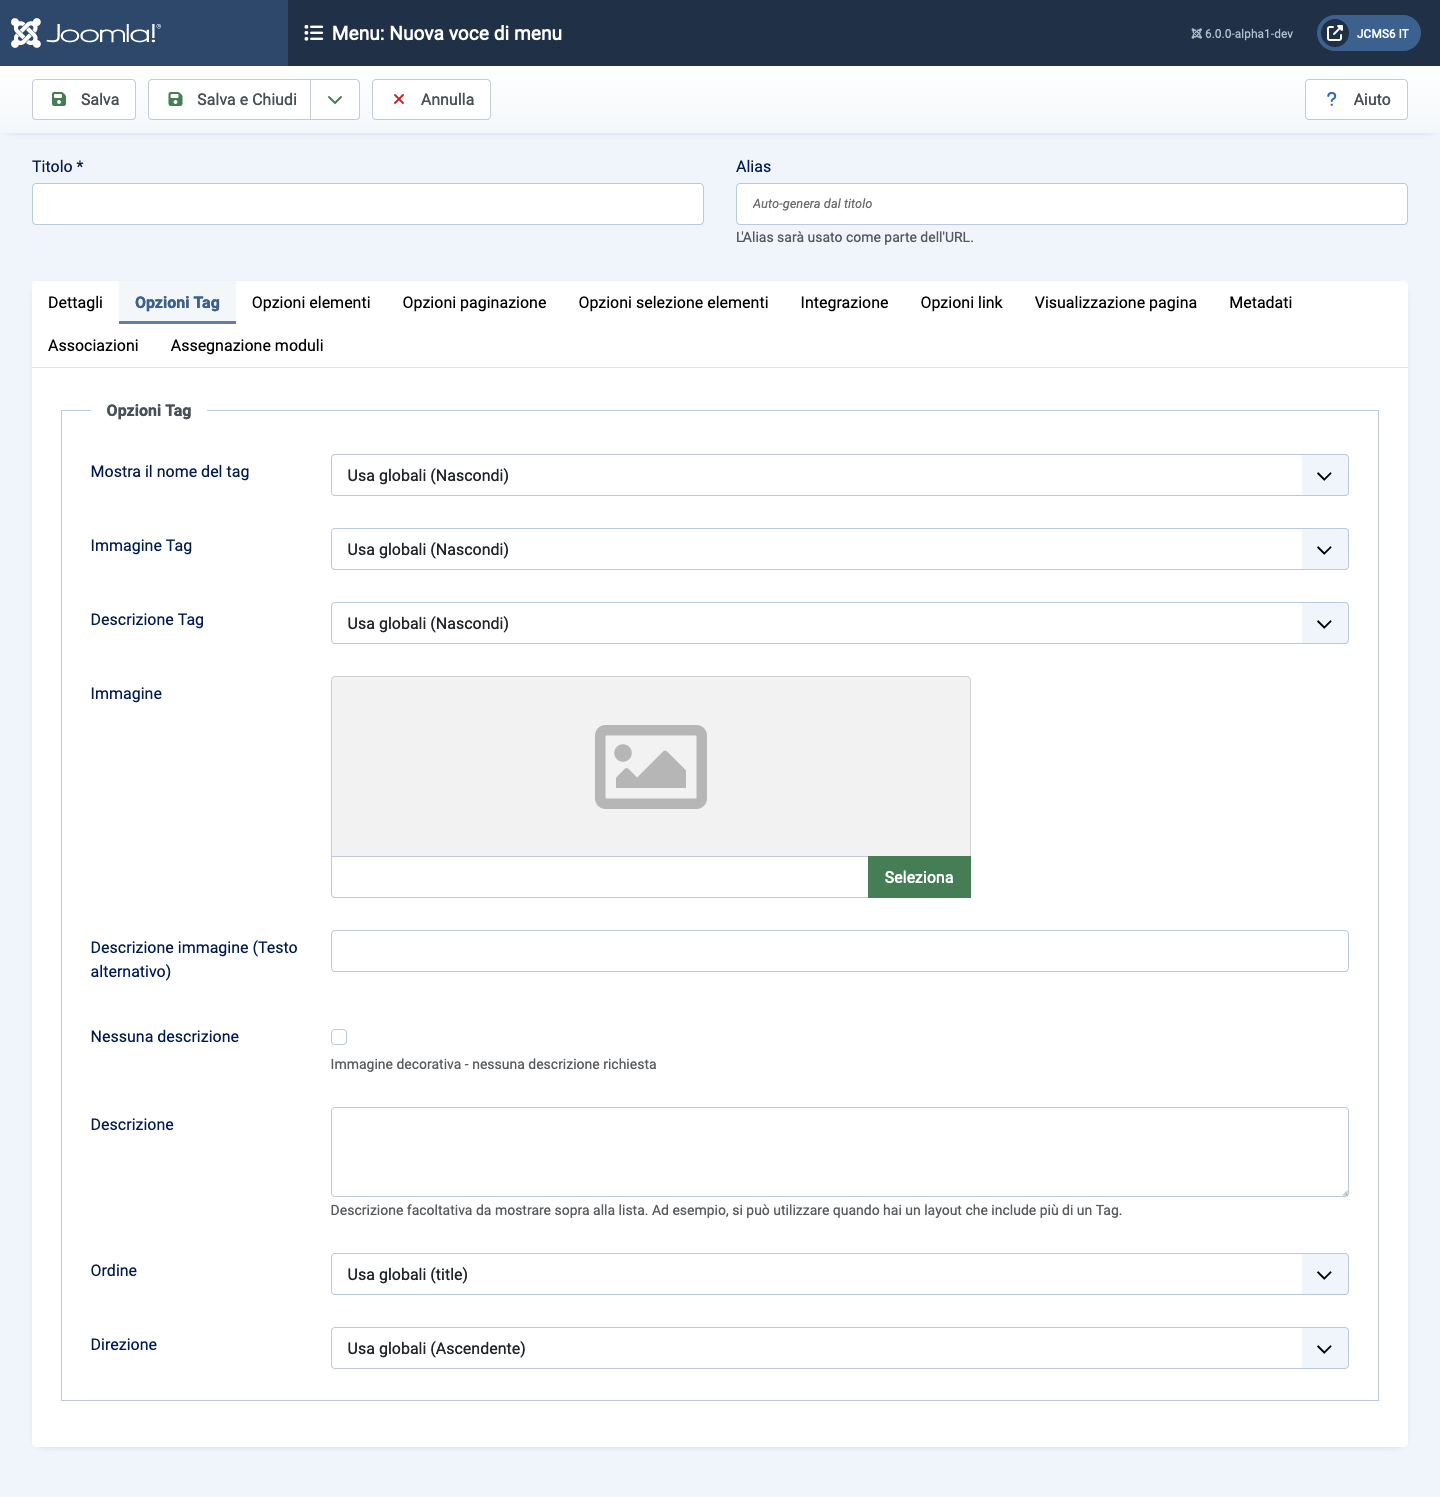 Joomla!®
Menu: Nuova voce di menu
6.0.0-alpha1-dev
JCMS6 IT
Salva
Salva e Chiudi
Annulla
? Aiuto
Titolo *
Alias
Auto-genera dal titolo
L'Alias sarà usato come parte dell'URL.
Dettagli Opzioni Tag Opzioni elementi Opzioni paginazione Opzioni selezione elementi Integrazione Opzioni link Visualizzazione pagina Metadati
Associazioni Assegnazione moduli
Opzioni Tag
Mostra il nome del tag
Usa globali (Nascondi)
Immagine Tag
Usa globali (Nascondi)
Descrizione Tag
Usa globali (Nascondi)
Immagine
Seleziona
Descrizione immagine (Testo
alternativo)
Nessuna descrizione
Immagine decorativa - nessuna descrizione richiesta
Descrizione
Descrizione facoltativa da mostrare sopra alla lista. Ad esempio, si può utilizzare quando hai un layout che include più di un Tag.
Ordine
Usa globali (title)
Direzione
Usa globali (Ascendente)